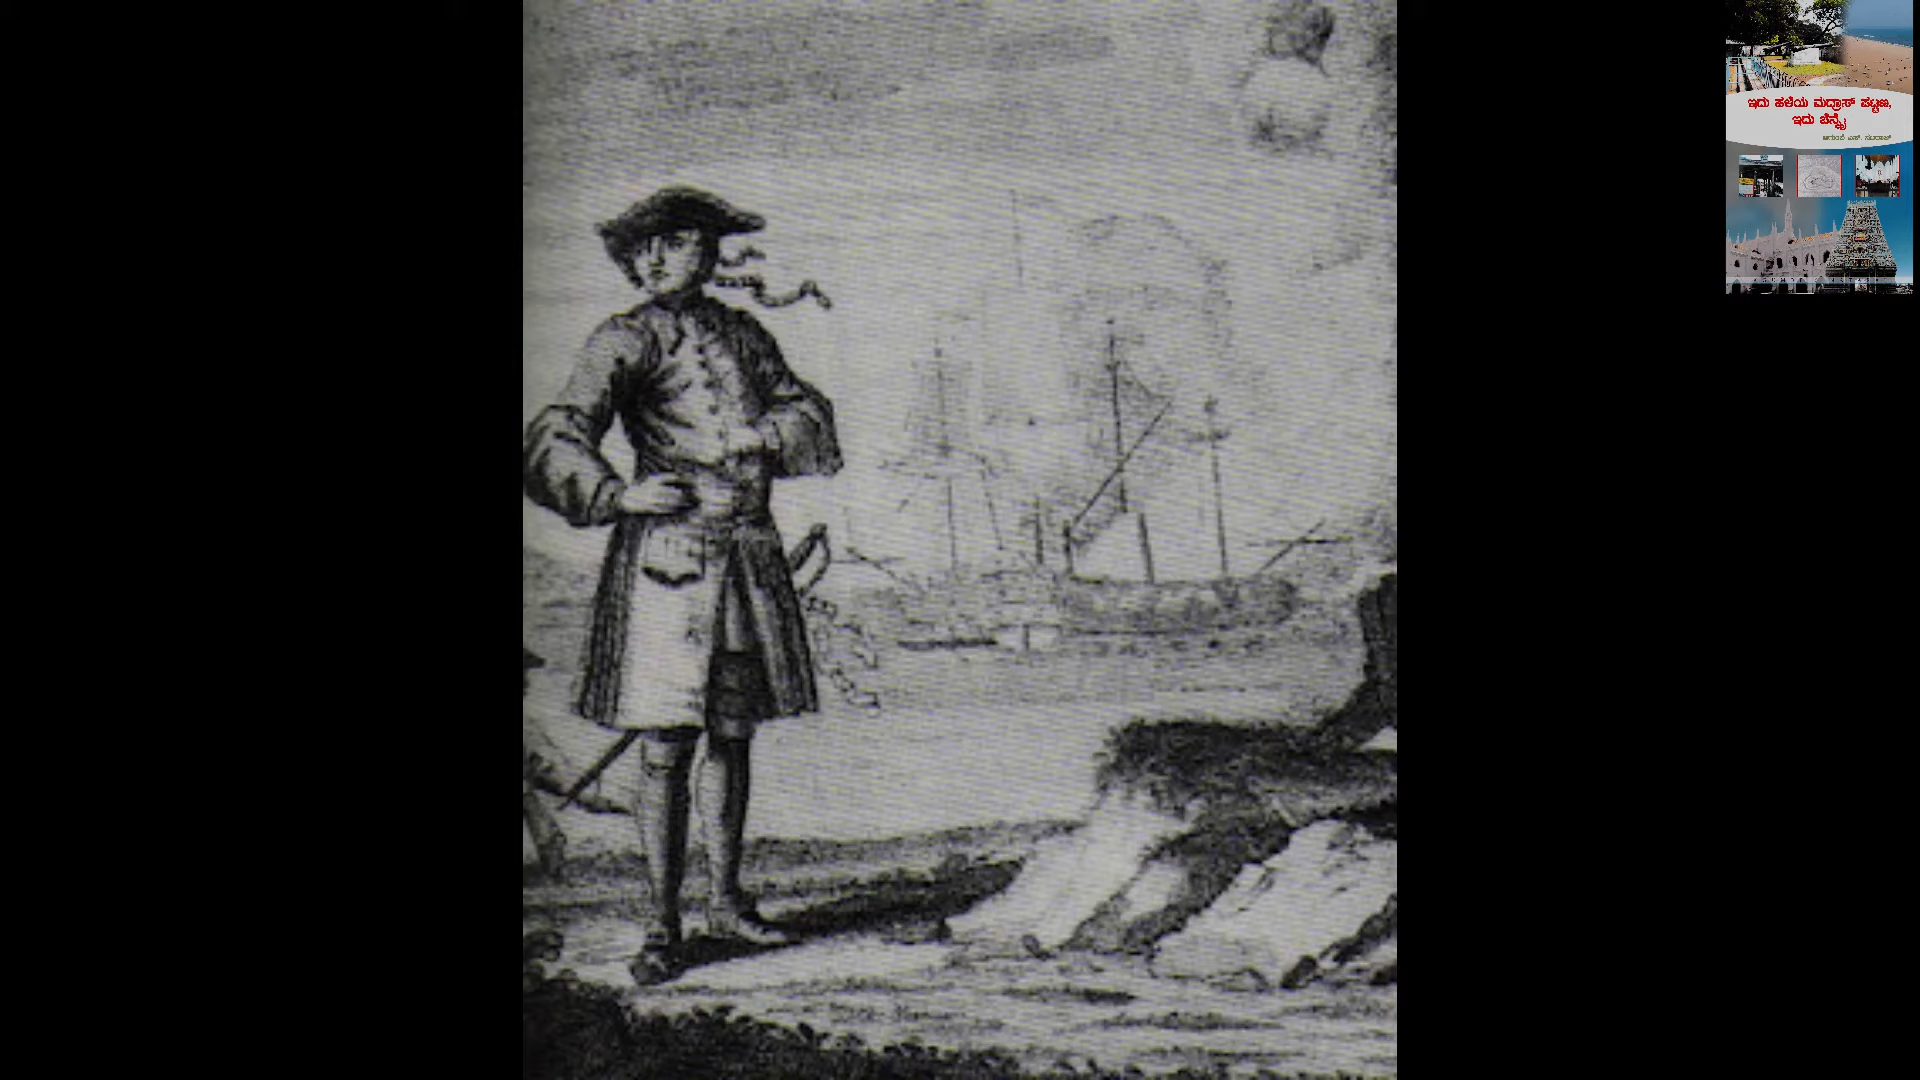 ಇದು ಹಳೆಯ ಮದ್ರಾಸ್ ಪಟ್ಟಣ,
ಇದು ಚೆನ್ನೈ